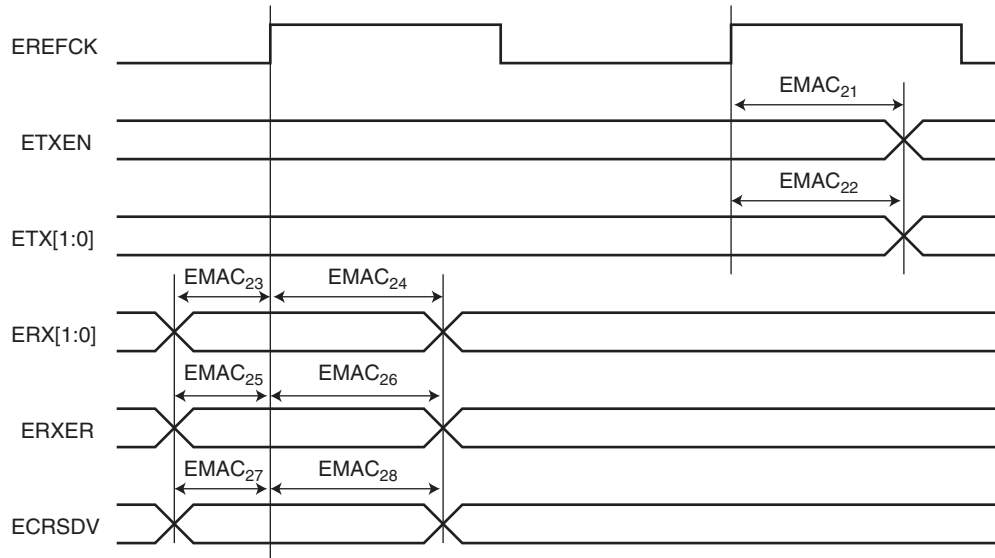 EREFCK
EMAC21
ETXEN
EMAC22
ETX[1:0]
EMAC23 EMAC24
ERX[1:0]
EMAC25 EMAC26
ERXER
EMAC27 EMAC28
ECRSDV